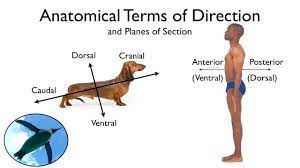 Anatomical Terms of Direction
and Planes of Section
Dorsal
Cranial
Caudal
Ventral
Anterior
Posterior
(Ventral)
(Dorsal)